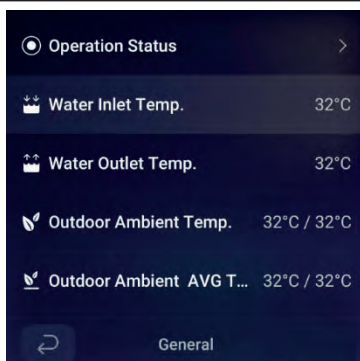 Operation Status
Water Inlet Temp. 32°C
Water Outlet Temp. 32°C
Outdoor Ambient Temp. 32°C / 32°C
Outdoor Ambient AVG T... 32°C / 32°C
General